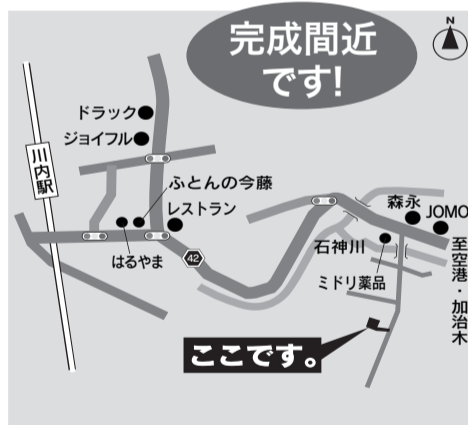 完成間近
です!
N
ドラック
ジョイフル
川内駅
ふとんの今藤
レストラン
はるやま
42
森永
JOMO
石神川
ミドリ薬品
至空港・加治木
ここです。